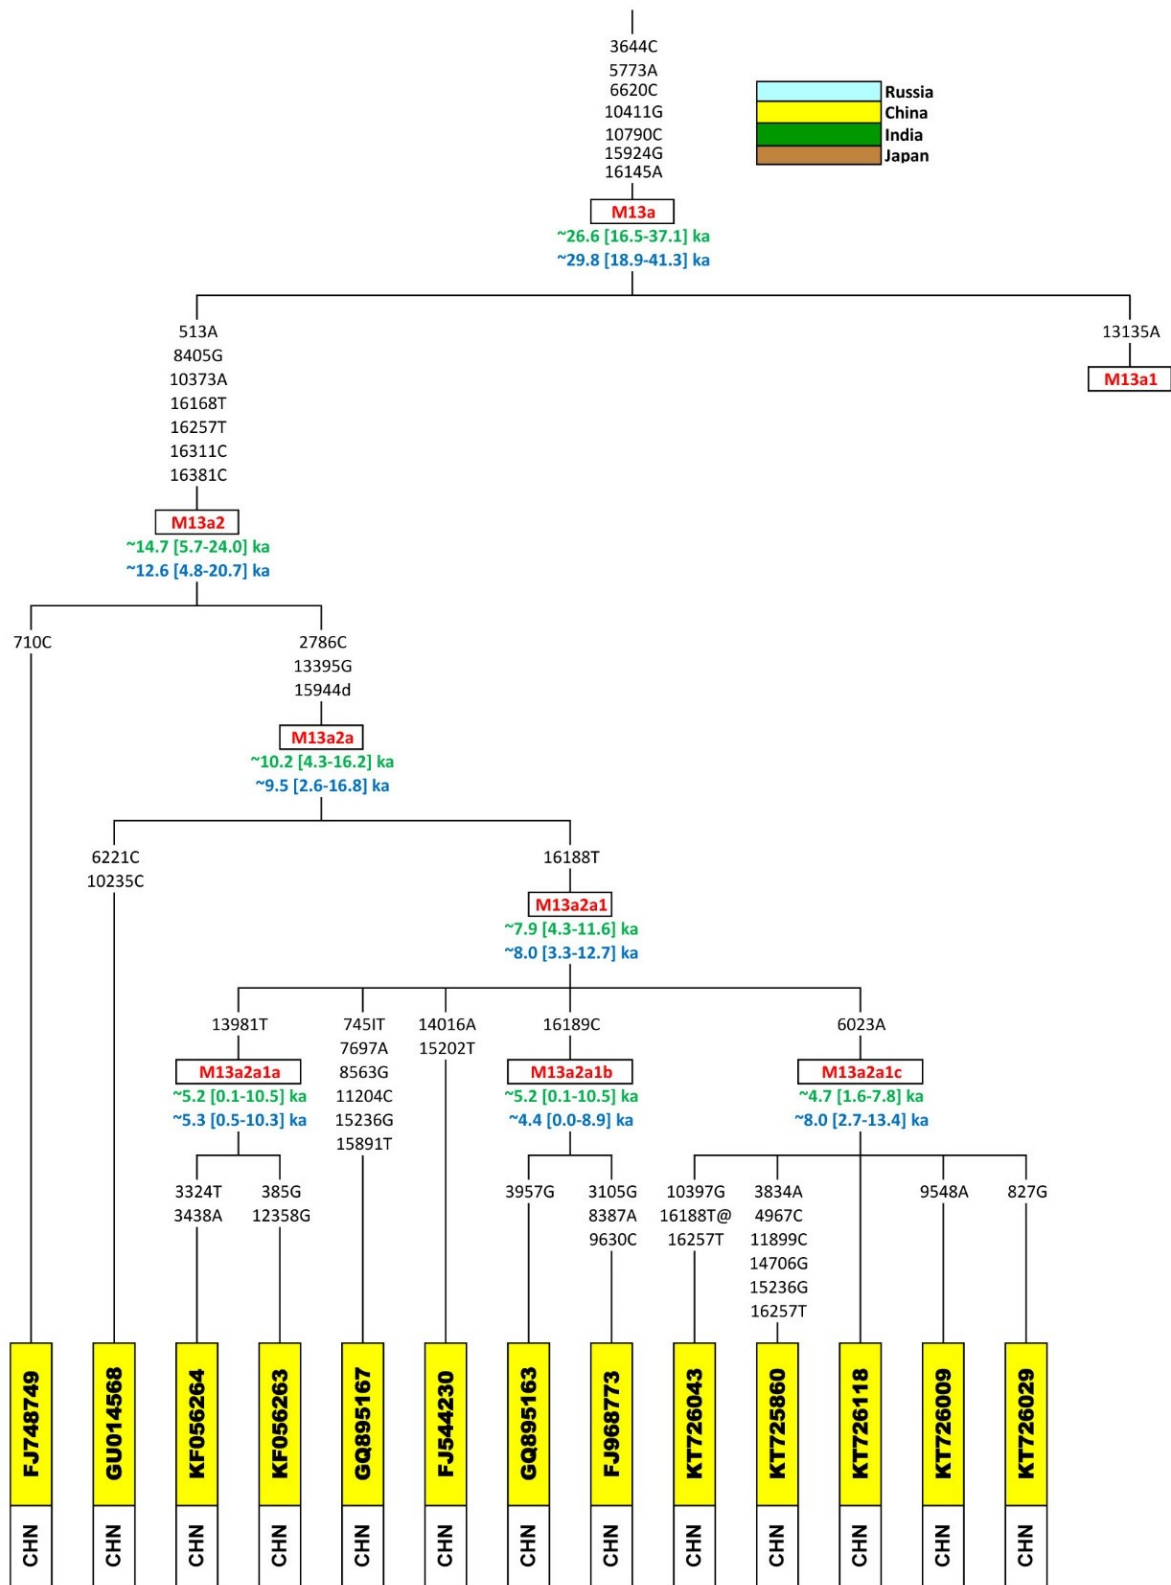 3644C
5773A
6620C
10411G
10790C
15924G
16145A
Russia
China
India
Japan
M13a
~26.6 [16.5-37.1] ka
~29.8 [18.9-41.3] ka
513A
8405G
10373A
16168T
16257T
16311C
16381C
13135A
M13a1
M13a2
~14.7 [5.7-24.0] ka
~12.6 [4.8-20.7] ka
710C
2786C
13395G
15944d
M13a2a
~10.2 [4.3-16.2] ka
~9.5 [2.6-16.8] ka
6221C
10235C
16188T
M13a2a1
~7.9 [4.3-11.6] ka
~8.0 [3.3-12.7] ka
13981T
M13a2a1a
~5.2 [0.1-10.5] ka
~5.3 [0.5-10.3] ka
745IT
7697A
8563G
11204C
15236G
15891T
14016A
15202T
16189C
M13a2a1b
~5.2 [0.1-10.5] ka
~4.4 [0.0-8.9] ka
6023A
M13a2a1c
~4.7 [1.6-7.8] ka
~8.0 [2.7-13.4] ka
3324T
3438A
385G
12358G
3957G
3105G
8387A
9630C
10397G
16188T@
16257T
3834A
4967C
11899C
14706G
15236G
16257T
9548A
827G
FJ748749
GU014568
KF056264
KF056263
GQ895167
FJ544230
GQ895163
FJ968773
KT726043
KT725860
KT726118
KT726009
KT726029
CHN
CHN
CHN
CHN
CHN
CHN
CHN
CHN
CHN
CHN
CHN
CHN
CHN